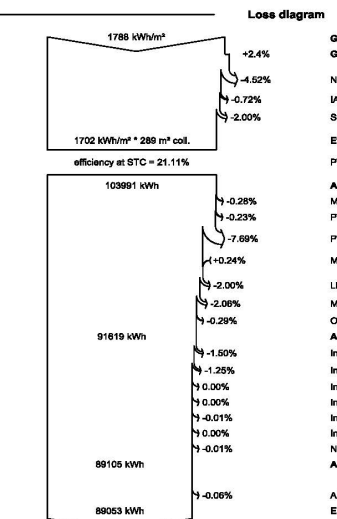 Loss diagram
1788 kWh/m²
+2.4%
-4.52%
-0.72%
-2.00%
1702 kWh/m² * 289 m² coll.
efficiency at STC = 21.11%
103991 kWh
-0.28%
-0.23%
-7.69%
+0.24%
-2.00%
-2.06%
-0.29%
91619 kWh
-1.50%
-1.25%
0.00%
0.00%
-0.01%
0.00%
-0.01%
89105 kWh
-0.06%
89053 kWh